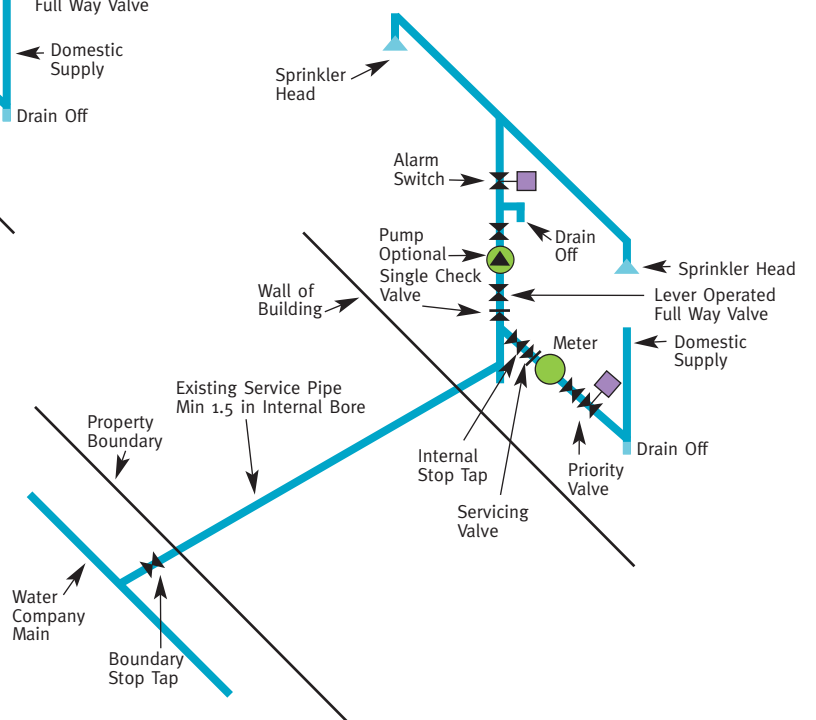 Full Way Valve
Domestic
Supply
Drain Off
Sprinkler
Head
Alarm
Switch
Drain
Off
Pump
Optional
Single Check
Valve
Sprinkler Head
Lever Operated
Full Way Valve
Wall of
Building
Meter
Domestic
Supply
Existing Service Pipe
Min 1.5 in Internal Bore
Property
Boundary
Internal
Stop Tap
Drain Off
Priority
Valve
Servicing
Valve
Water
Company
Main
Boundary
Stop Tap